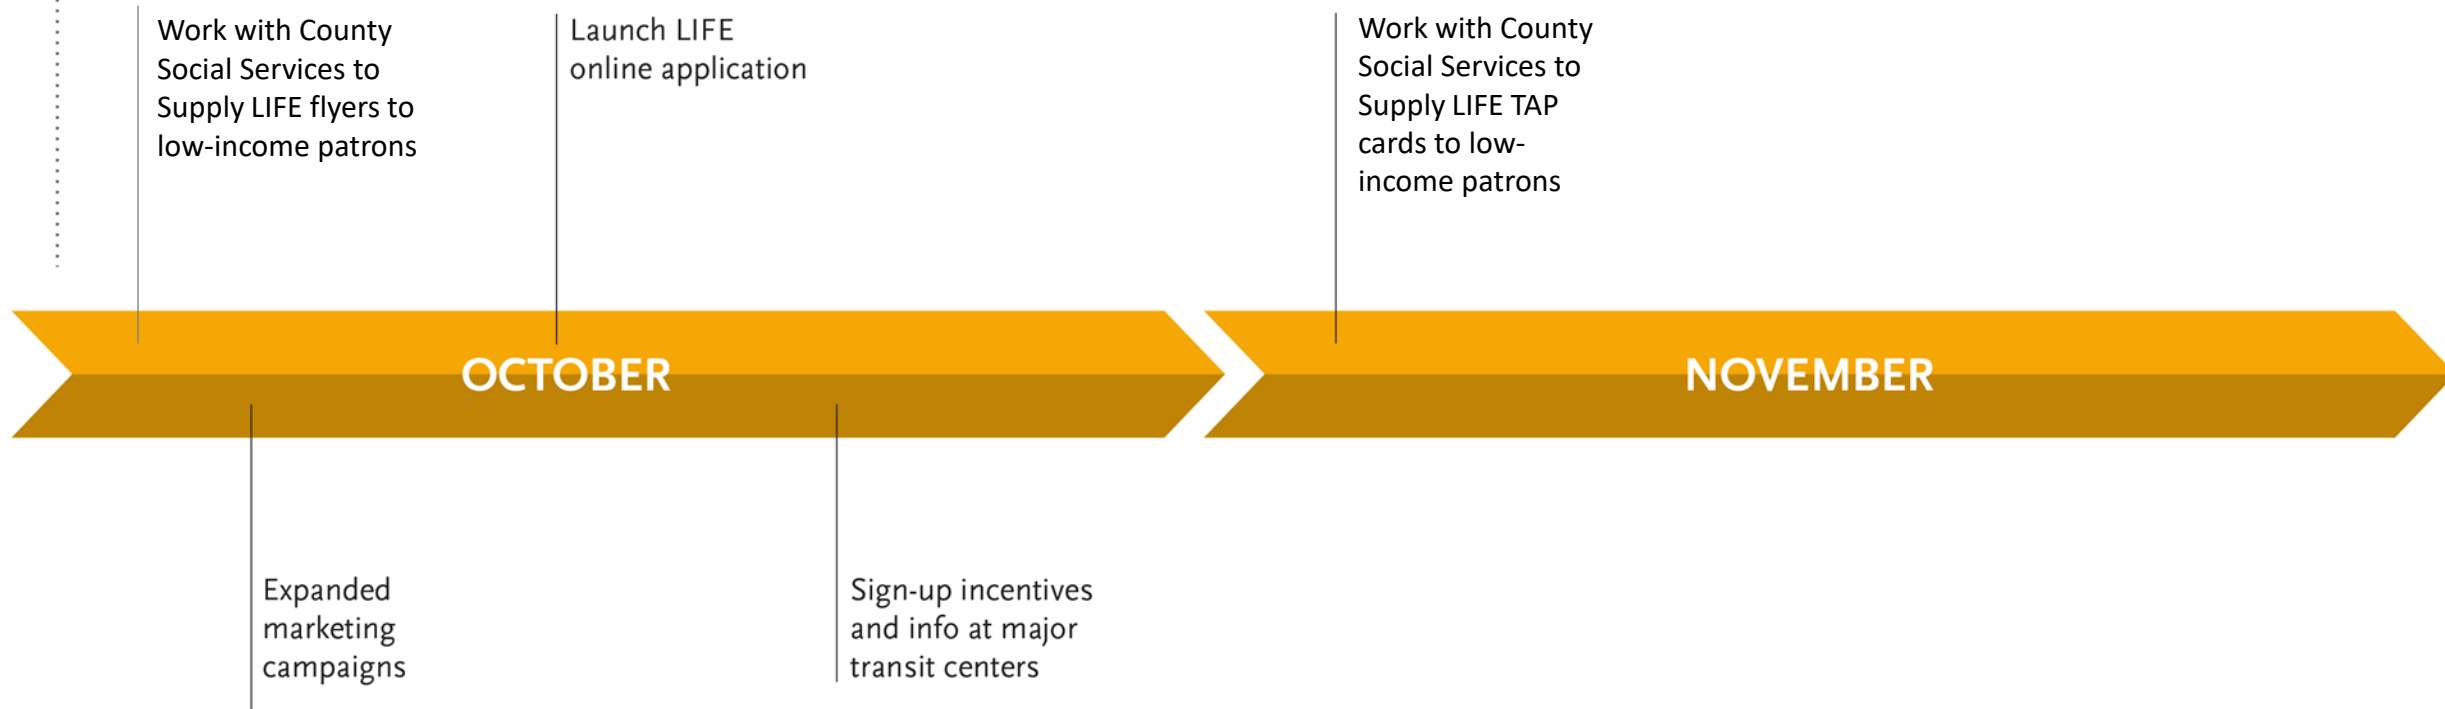 Work with County
Social Services to
Supply LIFE flyers to
low-income patrons
Launch LIFE
online application
Work with County
Social Services to
Supply LIFE TAP
cards to low-
income patrons
OCTOBER
NOVEMBER
Expanded
marketing
campaigns
Sign-up incentives
and info at major
transit centers